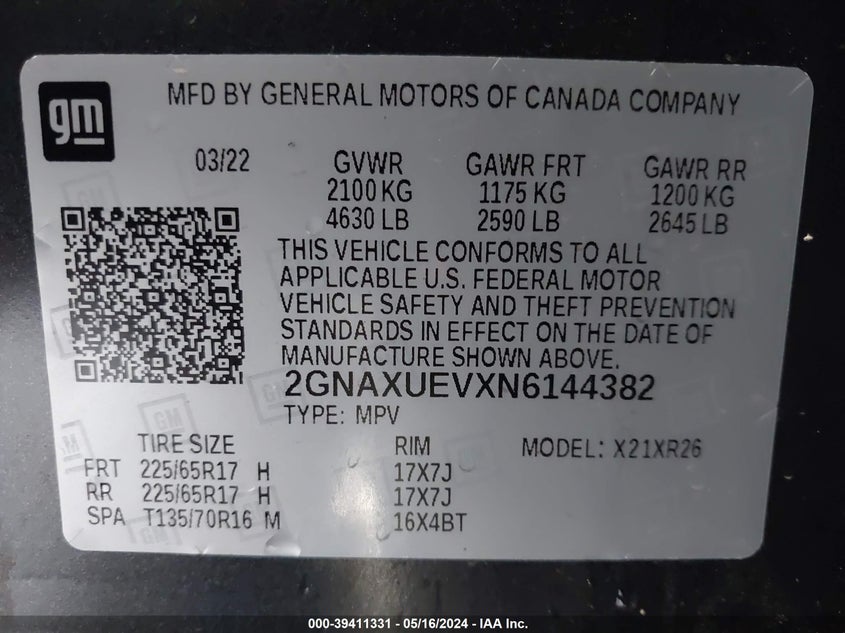 gm
MFD BY GENERAL MOTORS OF CANADA COMPANY
03/22 GVWR GAWR FRT GAWR RR
2100 KG 1175 KG 1200 KG
4630 LB 2590 LB 2645 LB
THIS VEHICLE CONFORMS TO ALL
APPLICABLE U.S. FEDERAL MOTOR
VEHICLE SAFETY AND THEFT PREVENTION
STANDARDS IN EFFECT ON THE DATE OF
MANUFACTURE SHOWN ABOVE.
2GNAXUEVXN6144382
TYPE: MPV
TIRE SIZE RIM MODEL: X21XR26
FRT 225/65R17 H 17X7J
RR 225/65R17 H 17X7J
SPA T135/70R16 M 16X4BT
000-39411331 - 05/16/2024 - IAA Inc.